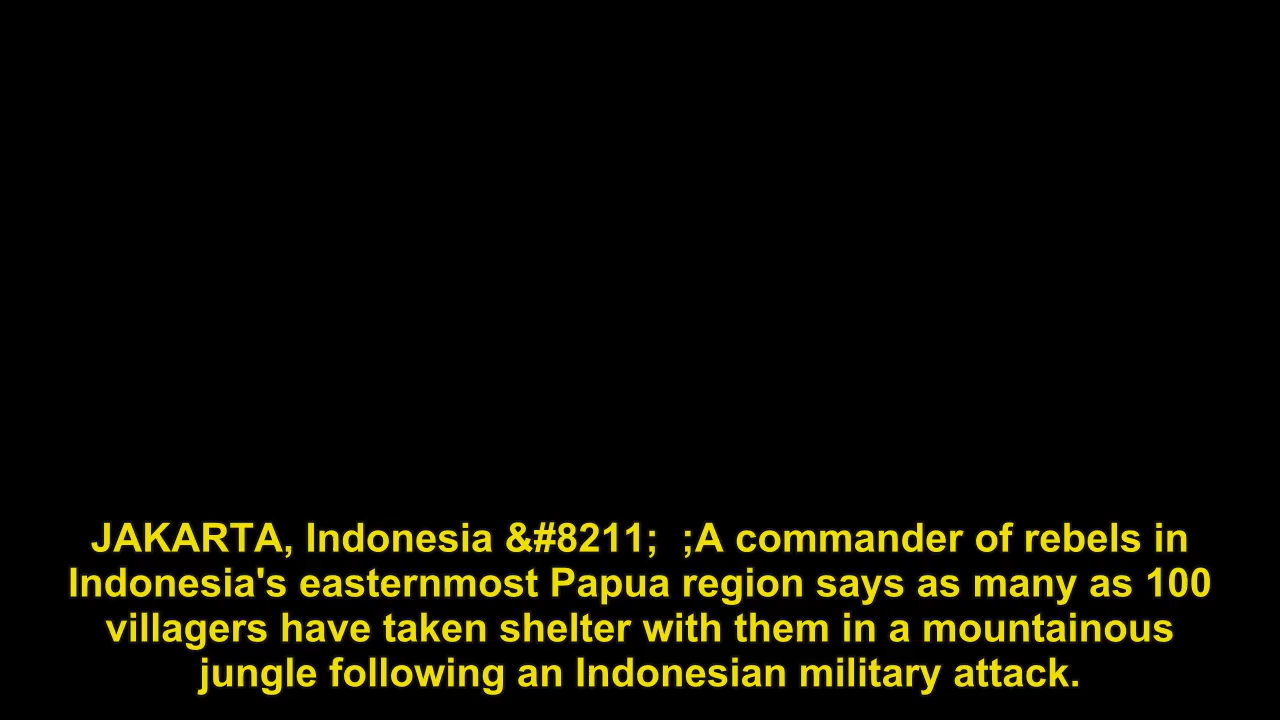 JAKARTA, Indonesia &#8211;  ;A commander of rebels in
Indonesia's easternmost Papua region says as many as 100
villagers have taken shelter with them in a mountainous
jungle following an Indonesian military attack.